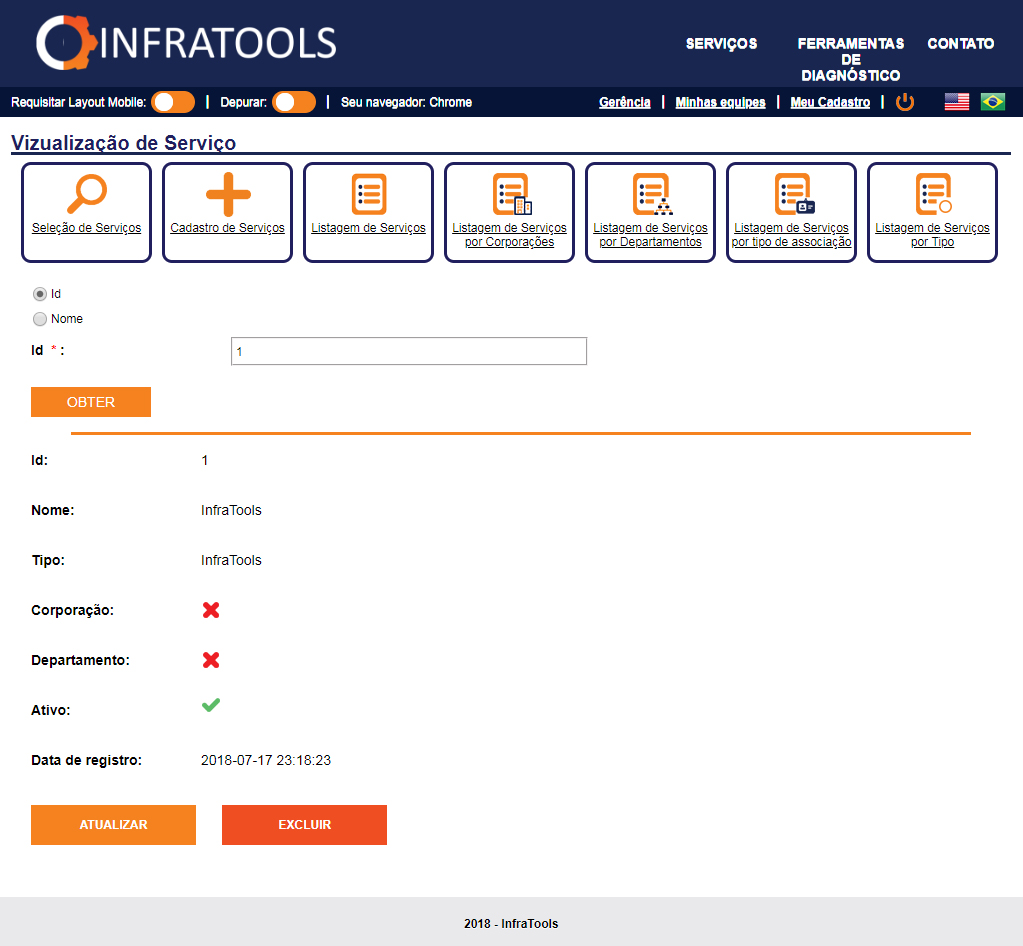 INFRATOOLS
SERVIÇOS
FERRAMENTAS
DE
DIAGNÓSTICO
CONTATO
Requisitar Layout Mobile: | Depurar: | Seu navegador: Chrome
Gerência | Minhas equipes | Meu Cadastro |
Vizualização de Serviço
Seleção de Serviços
Cadastro de Serviços
Listagem de Serviços
Listagem de Serviços
por Corporações
Listagem de Serviços
por Departamentos
Listagem de Serviços
por tipo de associação
Listagem de Serviços
por Tipo
Id
Nome
Id * :
1
OBTER
Id: 1
Nome: InfraTools
Tipo: InfraTools
Corporação:
Departamento:
Ativo:
Data de registro: 2018-07-17 23:18:23
ATUALIZAR
EXCLUIR
2018 - InfraTools